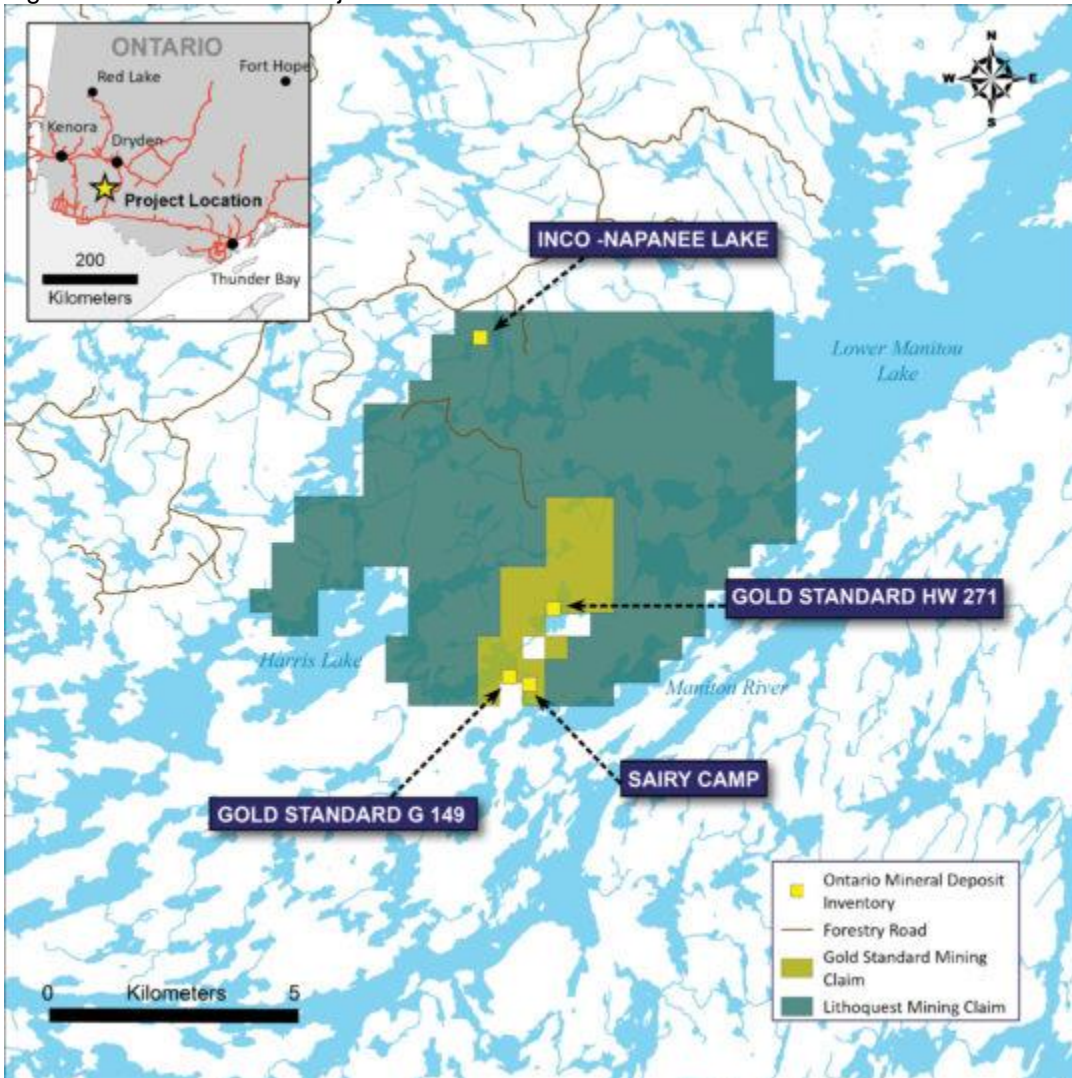 ONTARIO
Red Lake
Fort Hope
Kenora
Dryden
Project Location
200
Kilometers
Thunder Bay
N
W E
S
INCO -NAPANEE LAKE
Lower Manitou
Lake
GOLD STANDARD HW 271
Harris Lake
Maniton River
SAIRY CAMP
GOLD STANDARD G 149
Ontario Mineral Deposit
Inventory
Forestry Road
Gold Standard Mining
Claim
Lithoquest Mining Claim
0 Kilometers 5